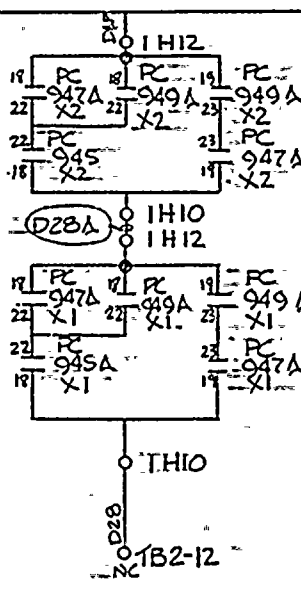 1H12
18 PC 18 PC 19 PC
947A 949A 949A
22 X2 22 X2 23 X2
22 PC 23 PC
945 947A
18 X2 19 X2
1H10
D28A
1H12
18 PC 18 PC 19 PC
947A 949A 949A
22 X1 22 X1 23 X1
22 PC 23 PC
945A 947A
18 X1 19 X1
1H10
D28
TB2-12
NC